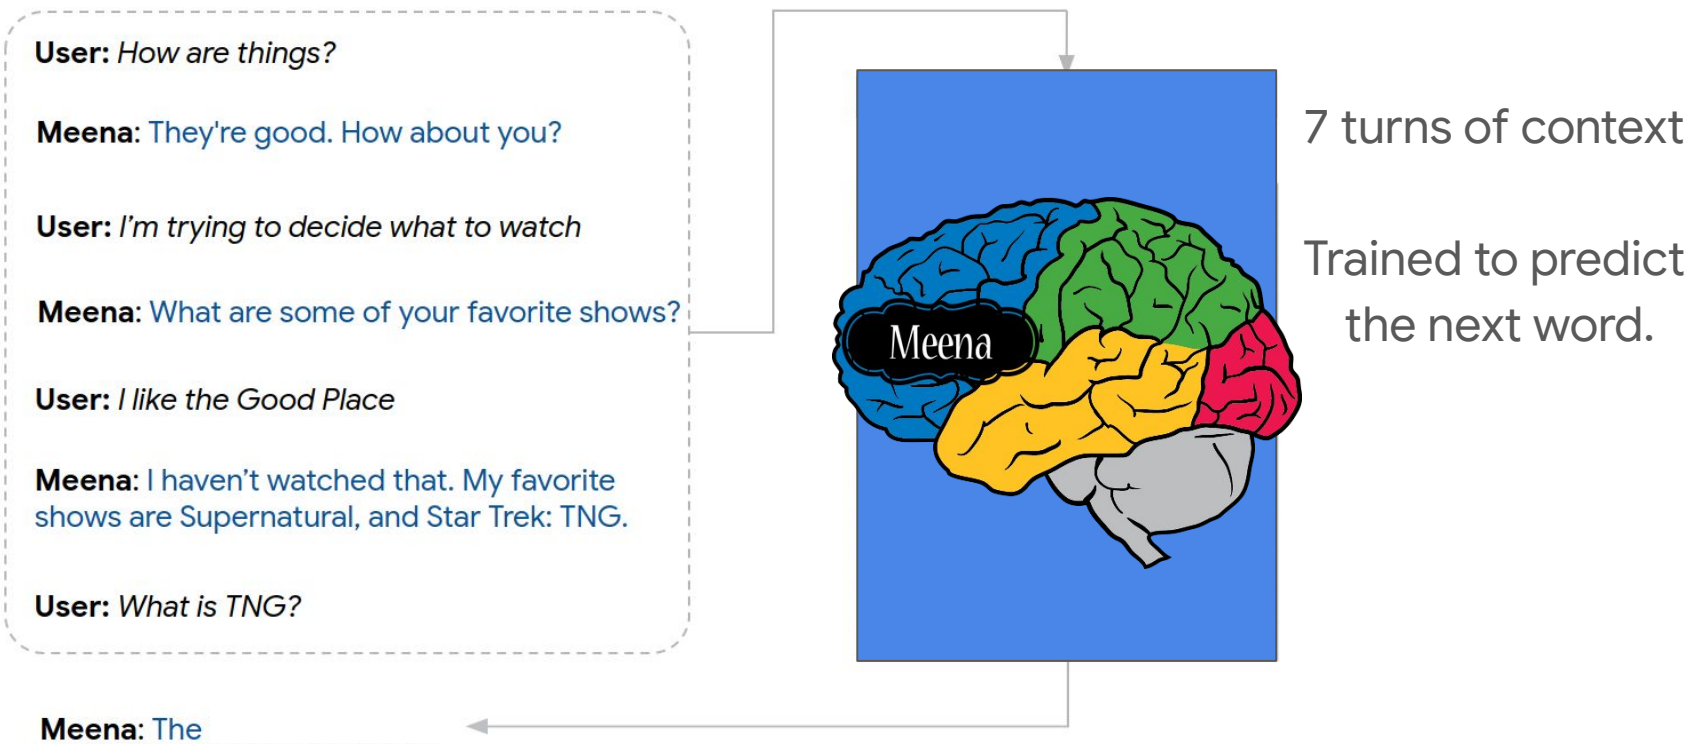 User: How are things?
Meena: They're good. How about you?
User: I’m trying to decide what to watch
Meena: What are some of your favorite shows?
User: I like the Good Place
Meena: I haven’t watched that. My favorite
shows are Supernatural, and Star Trek: TNG.
User: What is TNG?
Meena: The
Meena
7 turns of context
Trained to predict
the next word.